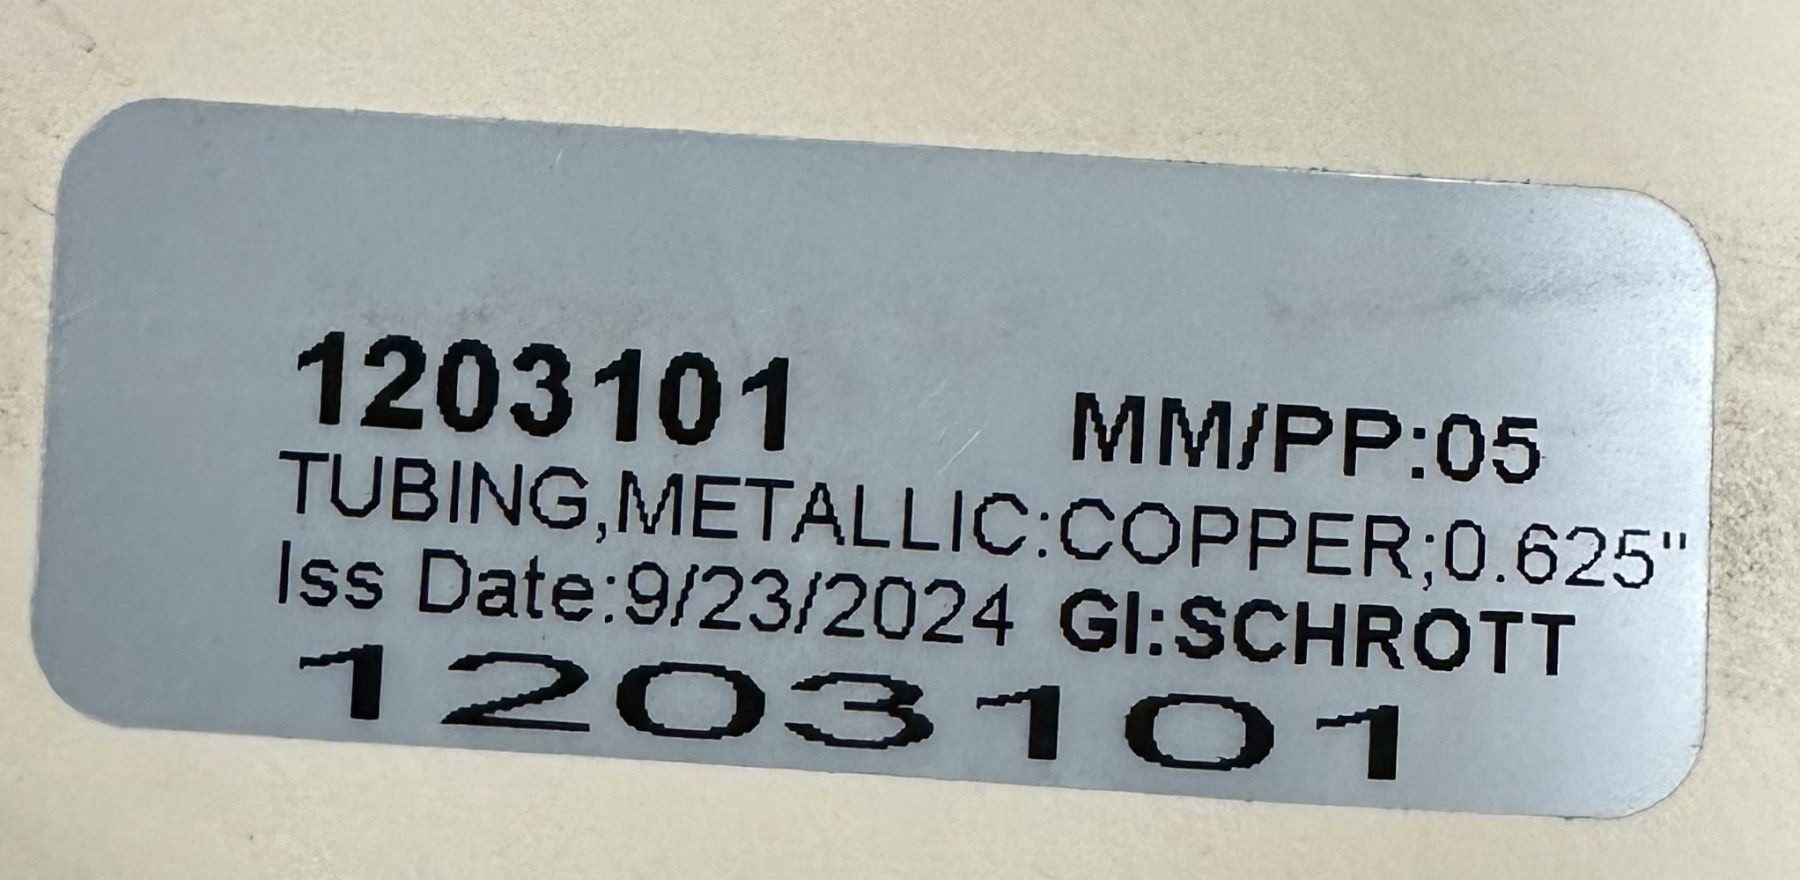 1203101 MM/PP:05
TUBING,METALLIC:COPPER;0.625"
Iss Date:9/23/2024 GI:SCHROTT
1203101